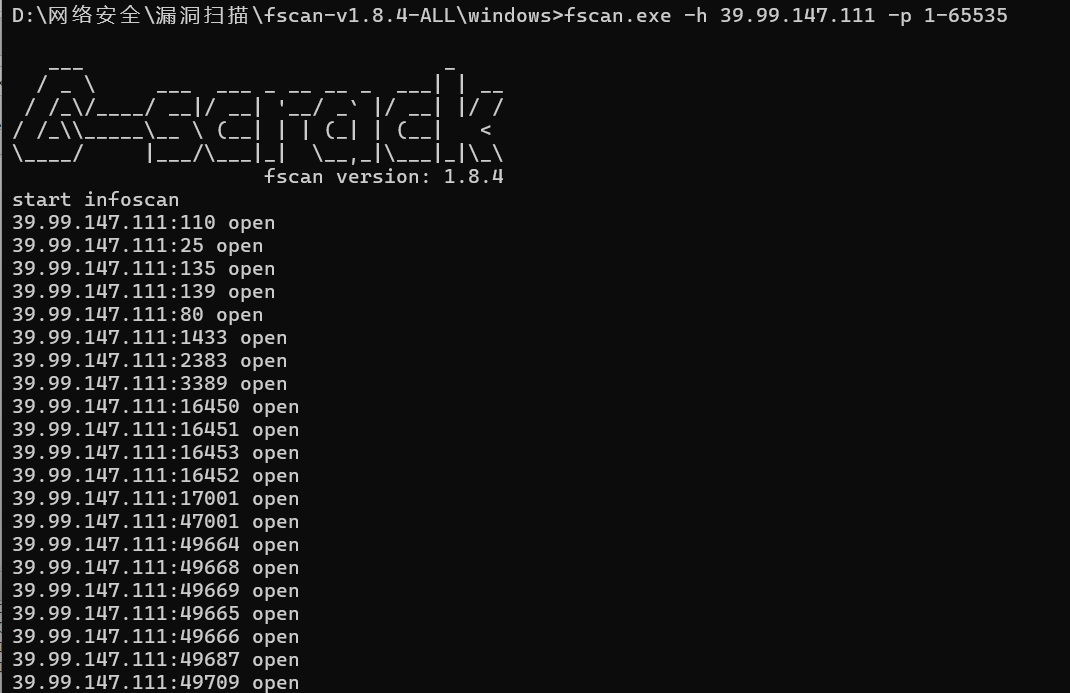 D:\网络安全\漏洞扫描\fscan-v1.8.4-ALL\windows>fscan.exe -h 39.99.147.111 -p 1-65535
   ___                              _
  / _ \     ___  ___ _ __ __ _  ___| | __
 / /_\/____/ __|/ __| '__/ _` |/ __| |/ /
/ /_\\_____\__ \ (__| | | (_| | (__|   <
\____/     |___/\___|_|  \__,_|\___|_|\_\
                     fscan version: 1.8.4
start infoscan
39.99.147.111:110 open
39.99.147.111:25 open
39.99.147.111:135 open
39.99.147.111:139 open
39.99.147.111:80 open
39.99.147.111:1433 open
39.99.147.111:2383 open
39.99.147.111:3389 open
39.99.147.111:16450 open
39.99.147.111:16451 open
39.99.147.111:16453 open
39.99.147.111:16452 open
39.99.147.111:17001 open
39.99.147.111:47001 open
39.99.147.111:49664 open
39.99.147.111:49668 open
39.99.147.111:49669 open
39.99.147.111:49665 open
39.99.147.111:49666 open
39.99.147.111:49687 open
39.99.147.111:49709 open